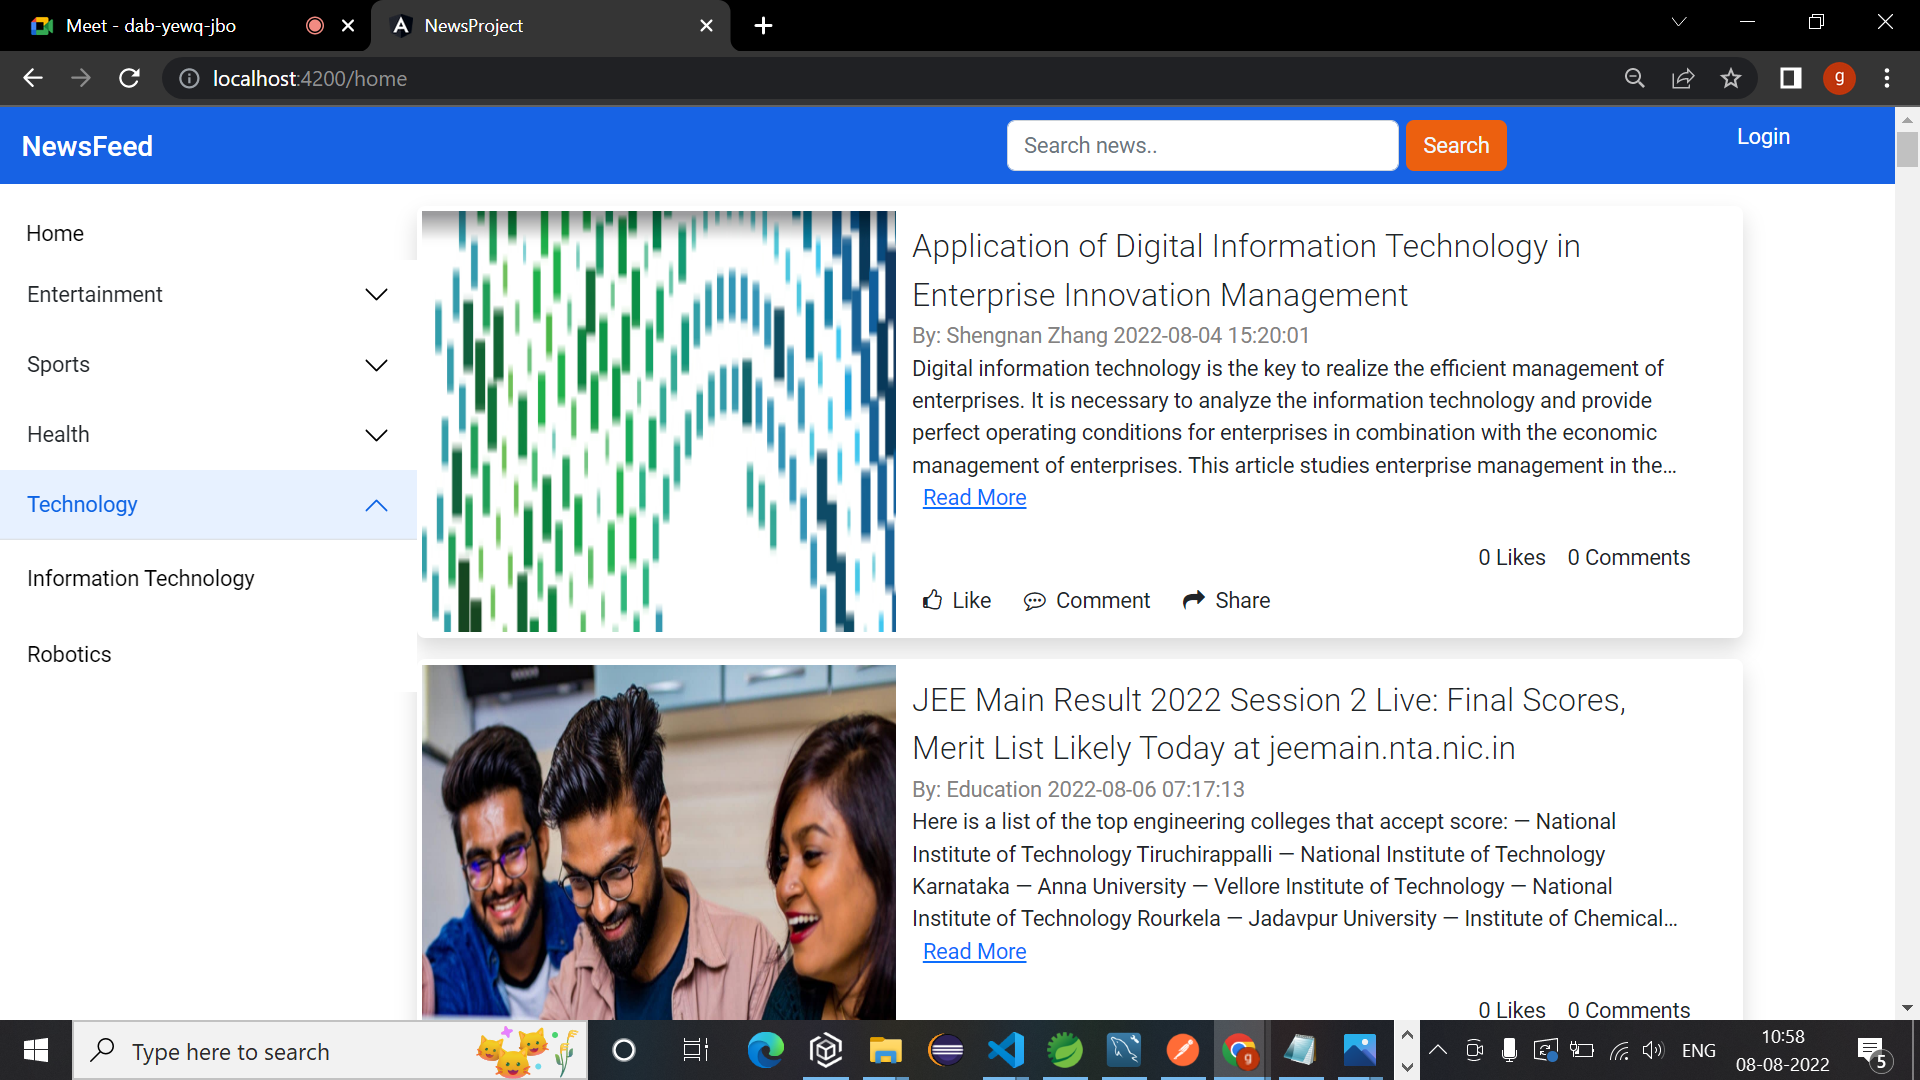 Meet - dab-yewq-jbo
NewsProject
localhost:4200/home
g
NewsFeed
Search news..
Search
Login
Home
Entertainment
Sports
Health
Technology
Information Technology
Robotics
Application of Digital Information Technology in
Enterprise Innovation Management
By: Shengnan Zhang 2022-08-04 15:20:01
Digital information technology is the key to realize the efficient management of
enterprises. It is necessary to analyze the information technology and provide
perfect operating conditions for enterprises in combination with the economic
management of enterprises. This article studies enterprise management in the...
Read More
0 Likes 0 Comments
Like Comment Share
JEE Main Result 2022 Session 2 Live: Final Scores,
Merit List Likely Today at jeemain.nta.nic.in
By: Education 2022-08-06 07:17:13
Here is a list of the top engineering colleges that accept score: — National
Institute of Technology Tiruchirappalli — National Institute of Technology
Karnataka — Anna University — Vellore Institute of Technology — National
Institute of Technology Rourkela — Jadavpur University — Institute of Chemical...
Read More
0 Likes 0 Comments
Type here to search
g
ENG
10:58
08-08-2022
5